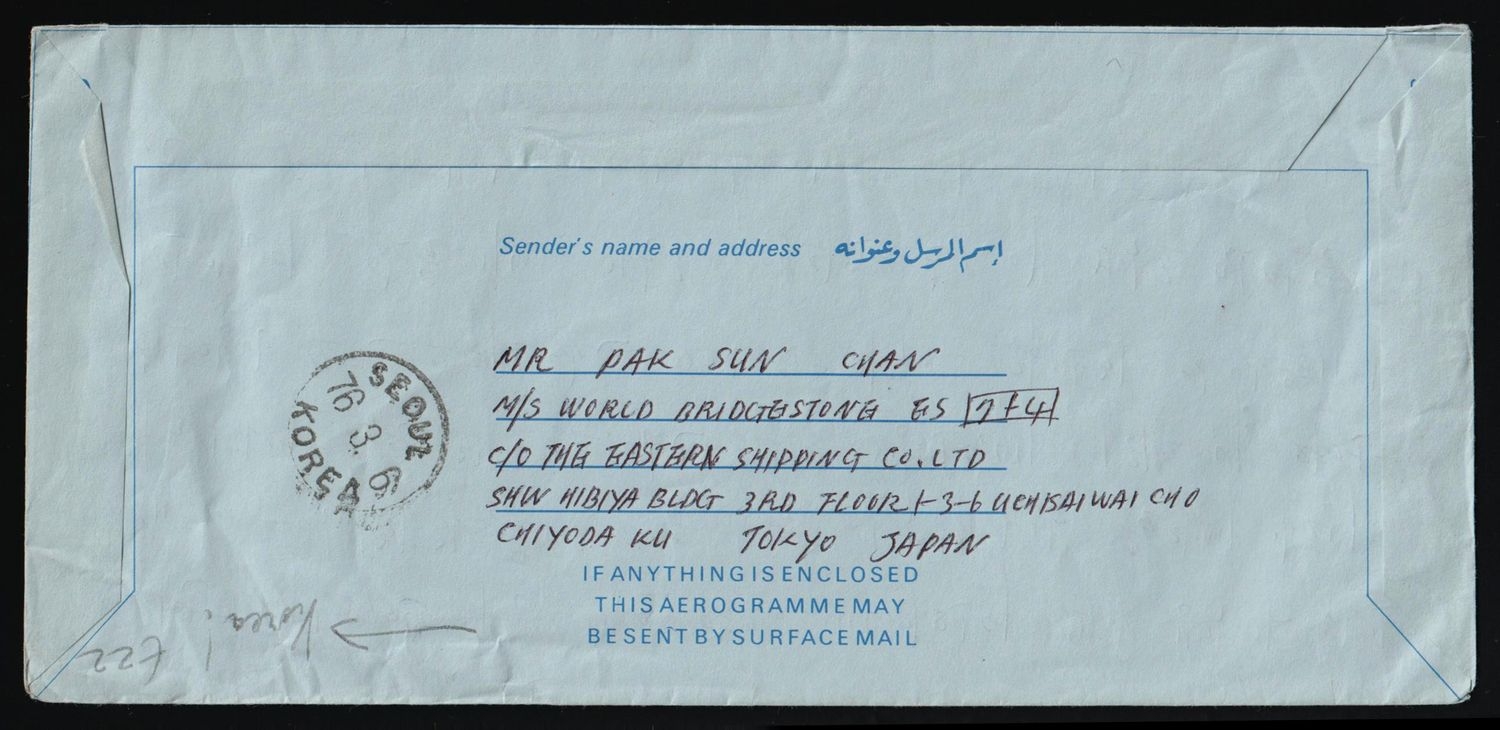 Sender's name and address إسم المرسل وعنوانه
MR PAK SUN CHAN
M/S WORLD BRIDGESTONE ES
C/O THE EASTERN SHIPPING CO. LTD
SHW HIBIYA BLDG 3RD FLOOR 1-3-6 UCHISAIWAI CHO
CHIYODA KU TOKYO JAPAN
IF ANYTHING IS ENCLOSED
THIS AEROGRAMME MAY
BE SENT BY SURFACE MAIL
SEOUL
76 3. 6
KOREA
Korea!
£22